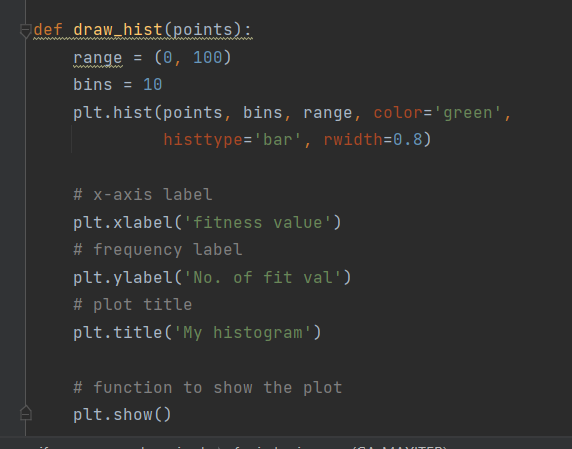 def draw_hist(points):
    range = (0, 100)
    bins = 10
    plt.hist(points, bins, range, color='green',
             histtype='bar', rwidth=0.8)

    # x-axis label
    plt.xlabel('fitness value')
    # frequency label
    plt.ylabel('No. of fit val')
    # plot title
    plt.title('My histogram')

    # function to show the plot
    plt.show()